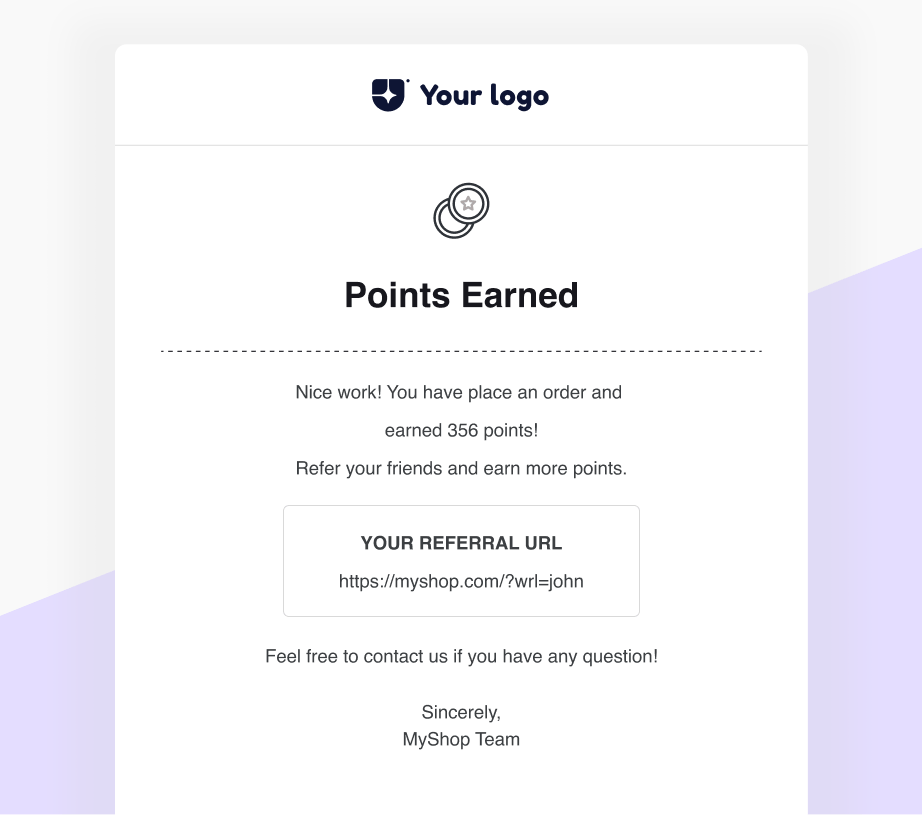 Your logo
Points Earned
Nice work! You have place an order and
earned 356 points!
Refer your friends and earn more points.
YOUR REFERRAL URL
https://myshop.com/?wrl=john
Feel free to contact us if you have any question!
Sincerely,
MyShop Team